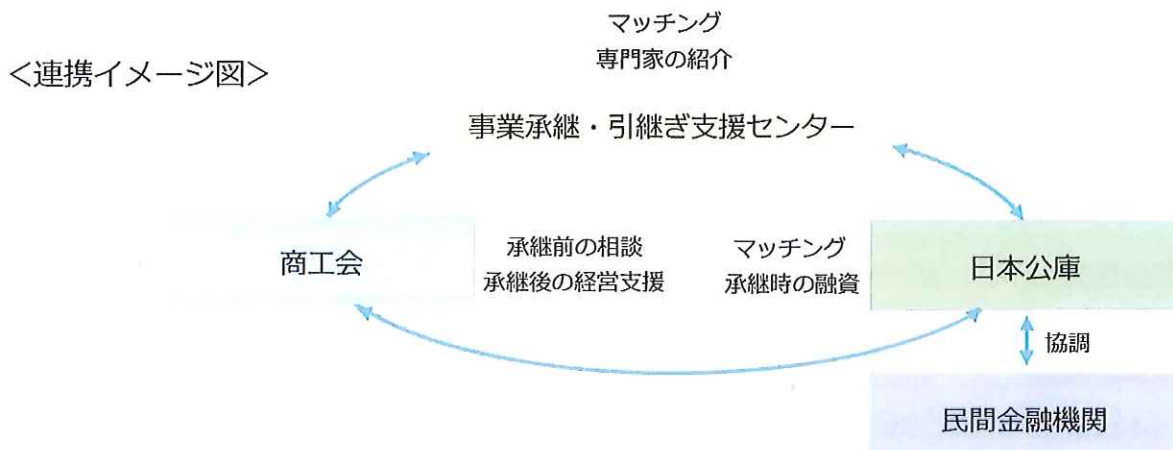 マッチング
専門家の紹介
＜連携イメージ図＞
事業承継・引継ぎ支援センター
商工会
承継前の相談
承継後の経営支援
マッチング
承継時の融資
日本公庫
協調
民間金融機関